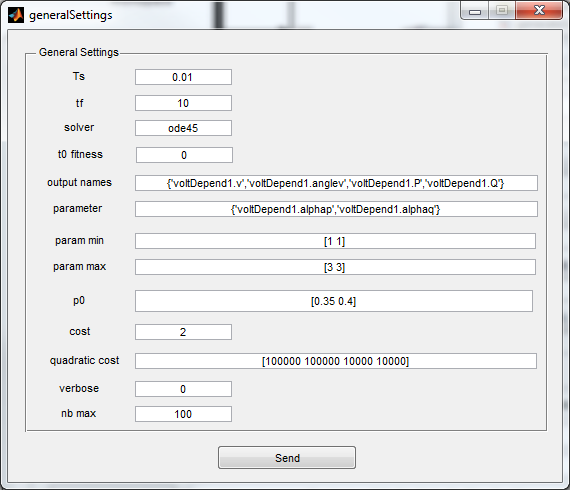 generalSettings
General Settings
Ts 0.01
tf 10
solver ode45
t0 fitness 0
output names {'voltDepend1.v','voltDepend1.anglev','voltDepend1.P','voltDepend1.Q'}
parameter {'voltDepend1.alphap','voltDepend1.alphaq'}
param min [1 1]
param max [3 3]
p0 [0.35 0.4]
cost 2
quadratic cost [100000 100000 10000 10000]
verbose 0
nb max 100
Send